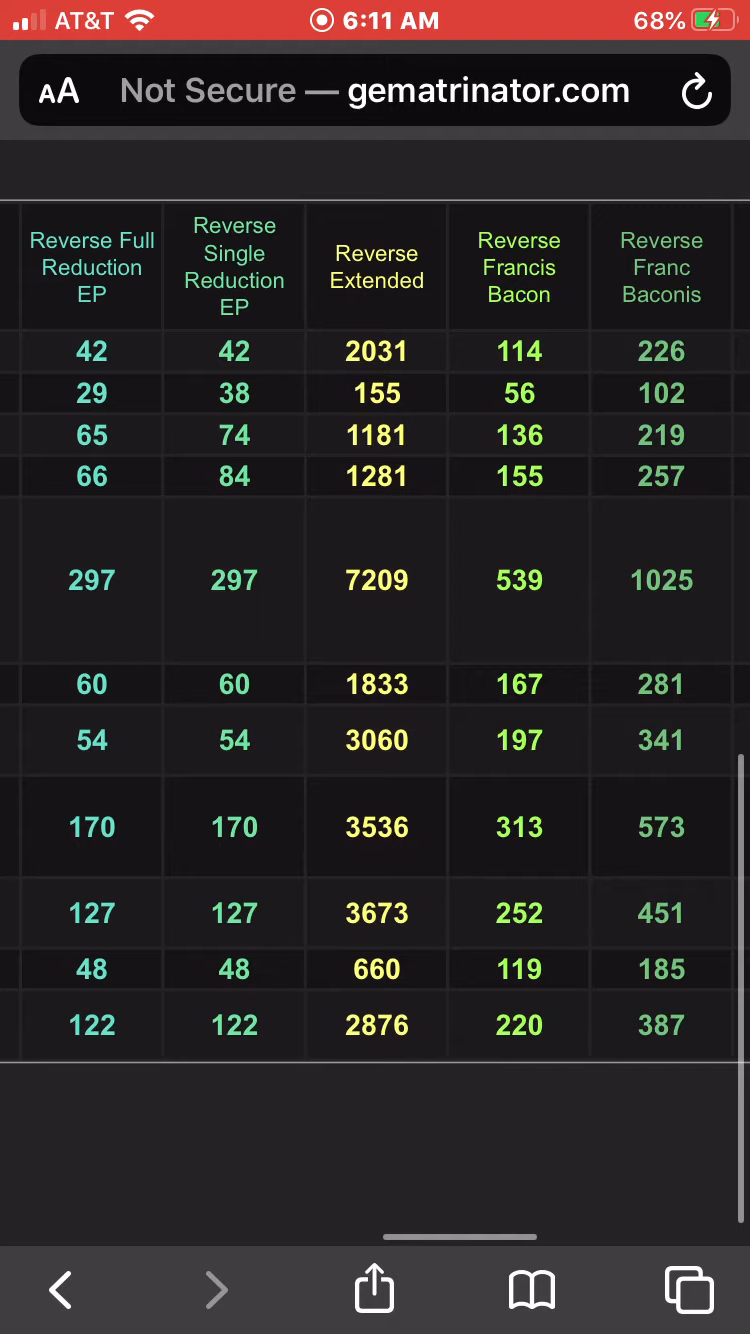 AT&T 6:11 AM 68%
AA Not Secure — gematrinator.com
Reverse Full Reduction EP Reverse Single Reduction EP Reverse Extended Reverse Francis Bacon Reverse Franc Baconis
42 42 2031 114 226
29 38 155 56 102
65 74 1181 136 219
66 84 1281 155 257
297 297 7209 539 1025
60 60 1833 167 281
54 54 3060 197 341
170 170 3536 313 573
127 127 3673 252 451
48 48 660 119 185
122 122 2876 220 387